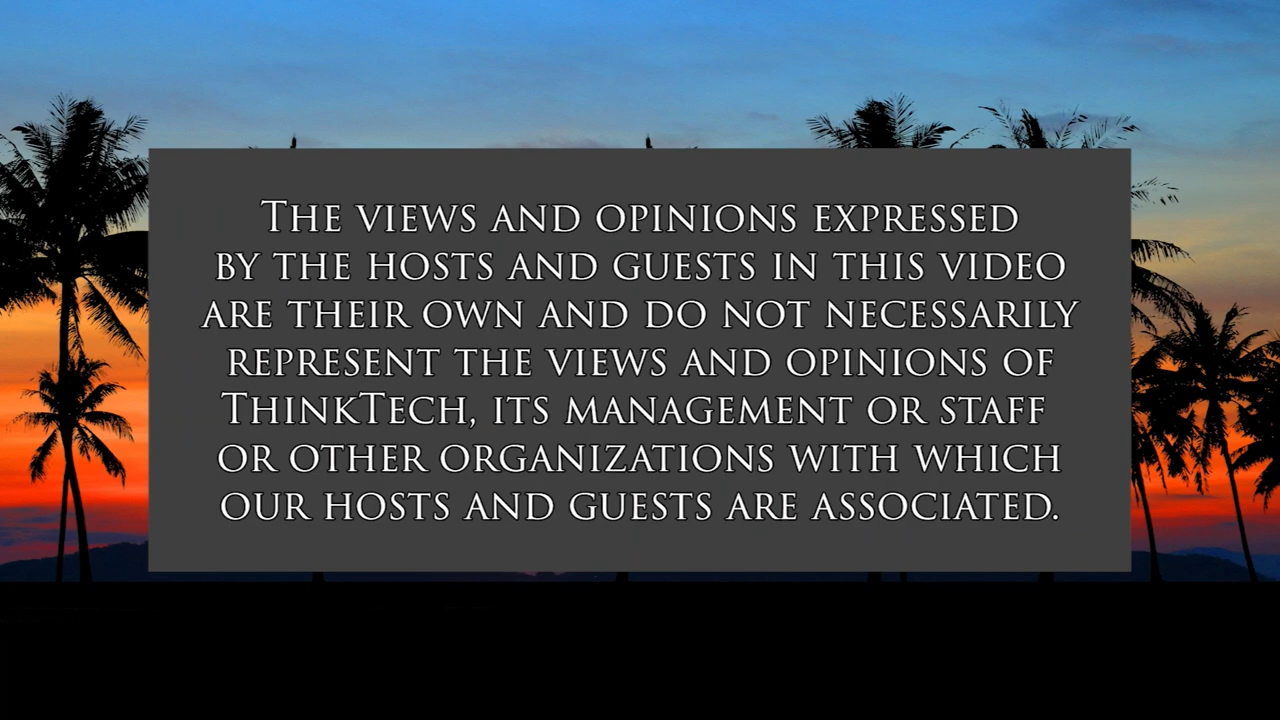 The views and opinions expressed
by the hosts and guests in this video
are their own and do not necessarily
represent the views and opinions of
ThinkTech, its management or staff
or other organizations with which
our hosts and guests are associated.